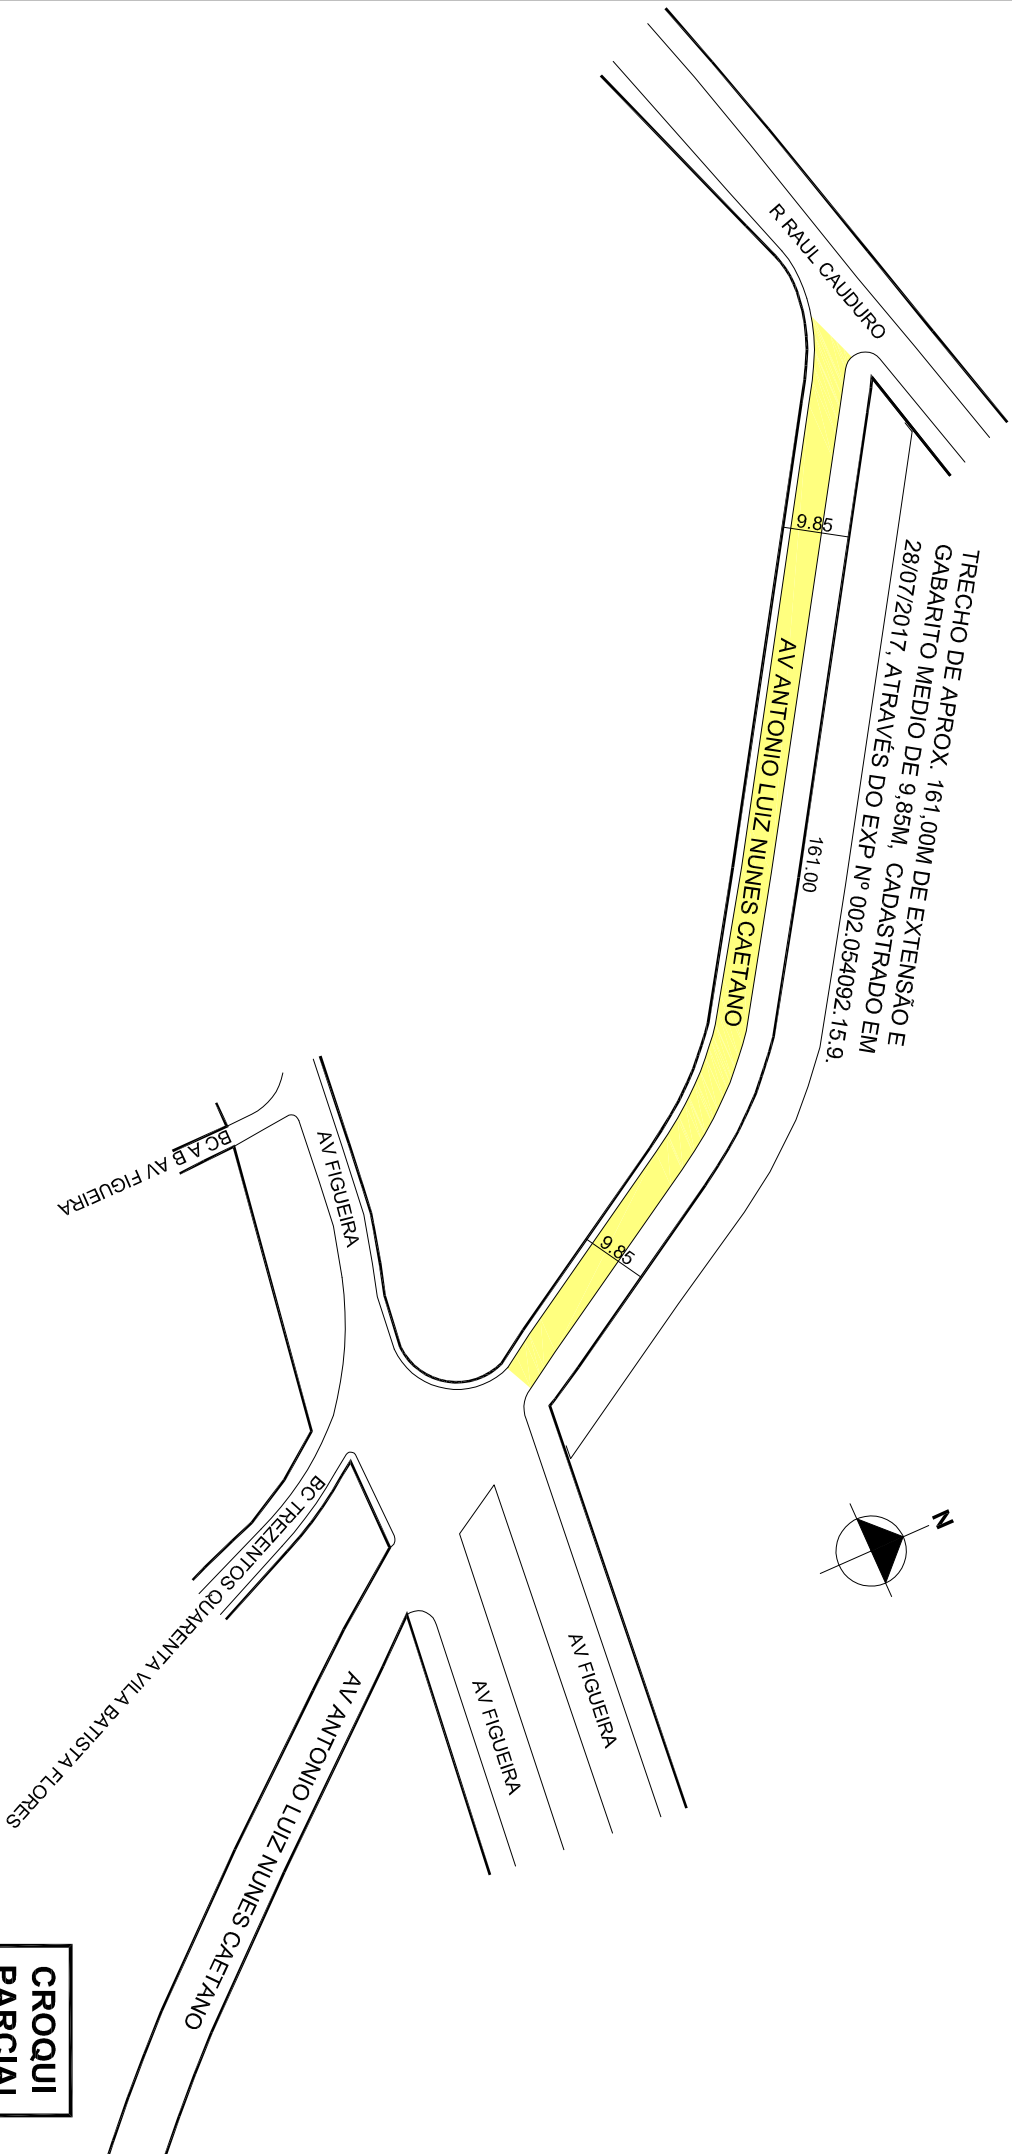 R RAUL CAUDURO
TRECHO DE APROX. 161,00M DE EXTENSÃO E
GABARITO MEDIO DE 9,85M, CADASTRADO EM
28/07/2017, ATRAVÉS DO EXP Nº 002.054092.15.9.
9.85
AV ANTONIO LUIZ NUNES CAETANO
161.00
9.85
AV FIGUEIRA
BC A B AV FIGUEIRA
BC TREZENTOS QUARENTA VILA BATISTA FLORES
N
AV FIGUEIRA
AV FIGUEIRA
AV ANTONIO LUIZ NUNES CAETANO
CROQUI
PARCIAL